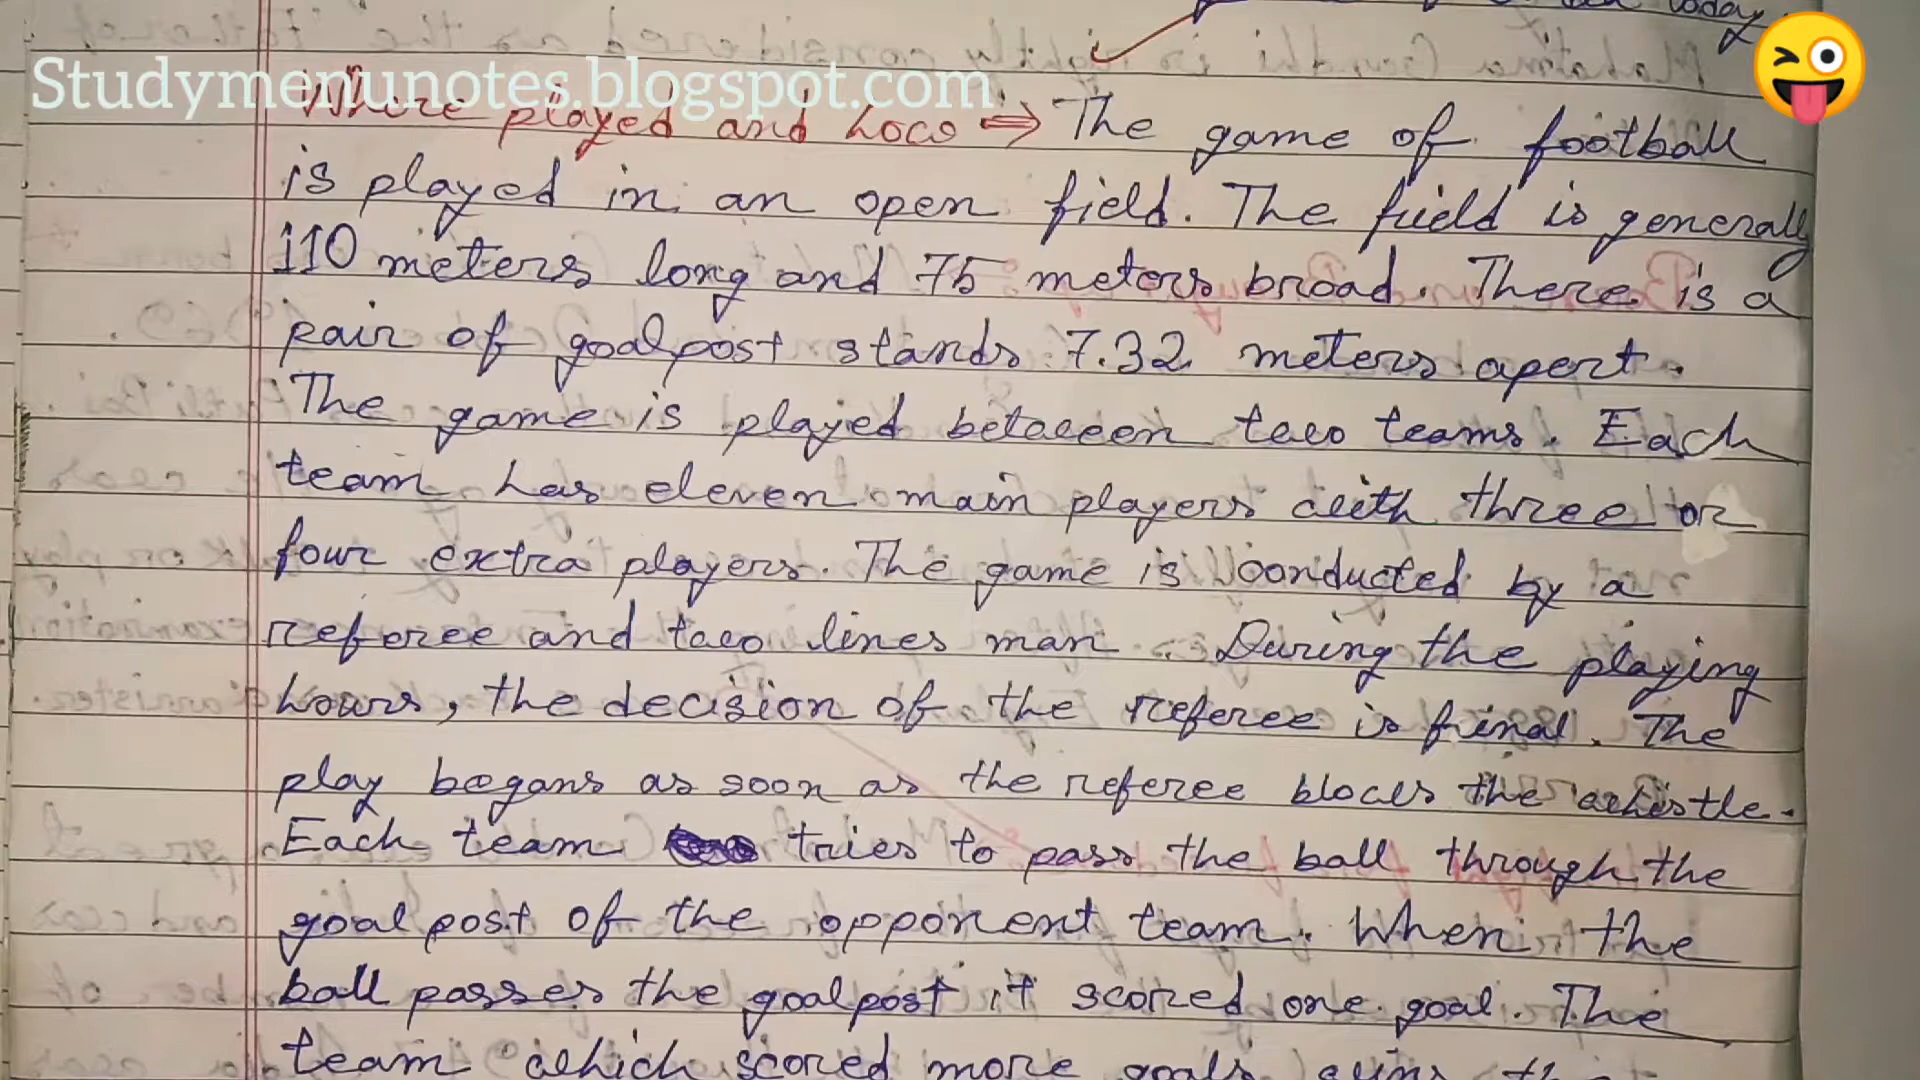 today.
Studymenunotes.blogspot.com
Where played and how ⇒ The game of football
is played in an open field. The field is generally
110 meters long and 75 meters broad. There is a
pair of goalpost stands 7.32 meters apert.
The game is played between two teams. Each
team has eleven main players with three or
four extra players. The game is conducted by a
referee and two lines man. During the playing
hours, the decision of the referee is final. The
play begans as soon as the referee blows the whistle.
Each team tries to pass the ball through the
goal post of the opponent team. When the
ball passes the goalpost it scored one goal. The
team which scored more goals wins the